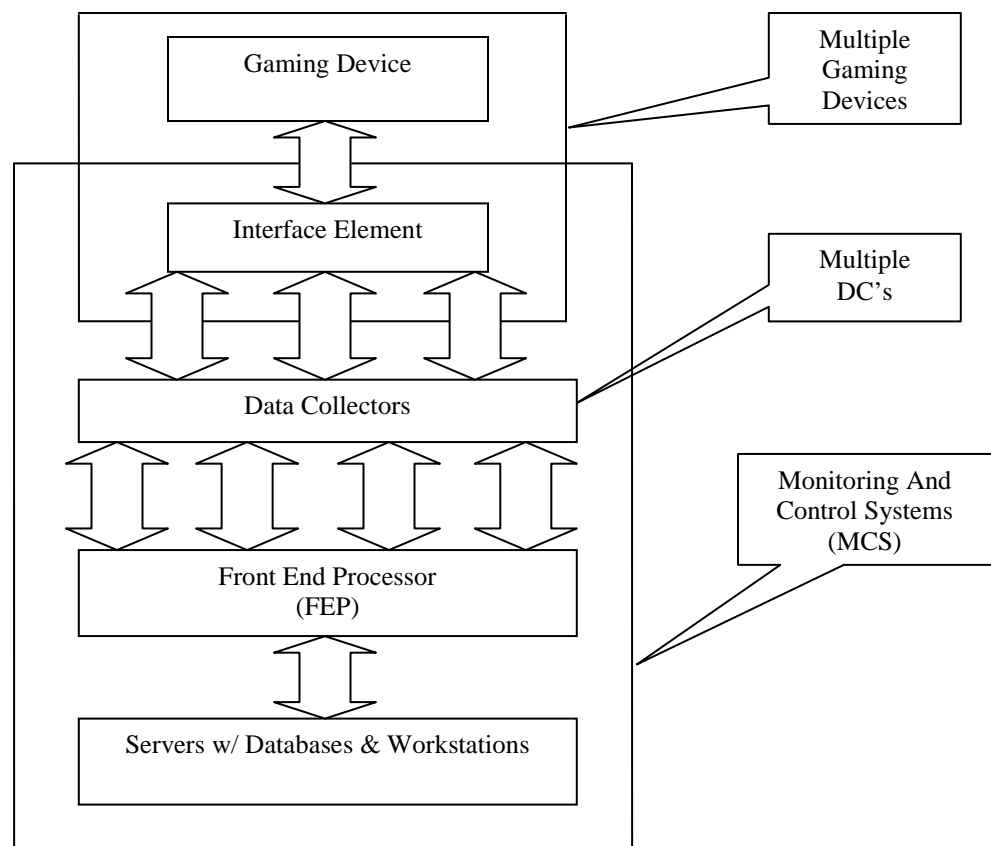 Gaming Device
Multiple
Gaming
Devices
Interface Element
Multiple
DC's
Data Collectors
Monitoring And
Control Systems
(MCS)
Front End Processor
(FEP)
Servers w/ Databases & Workstations